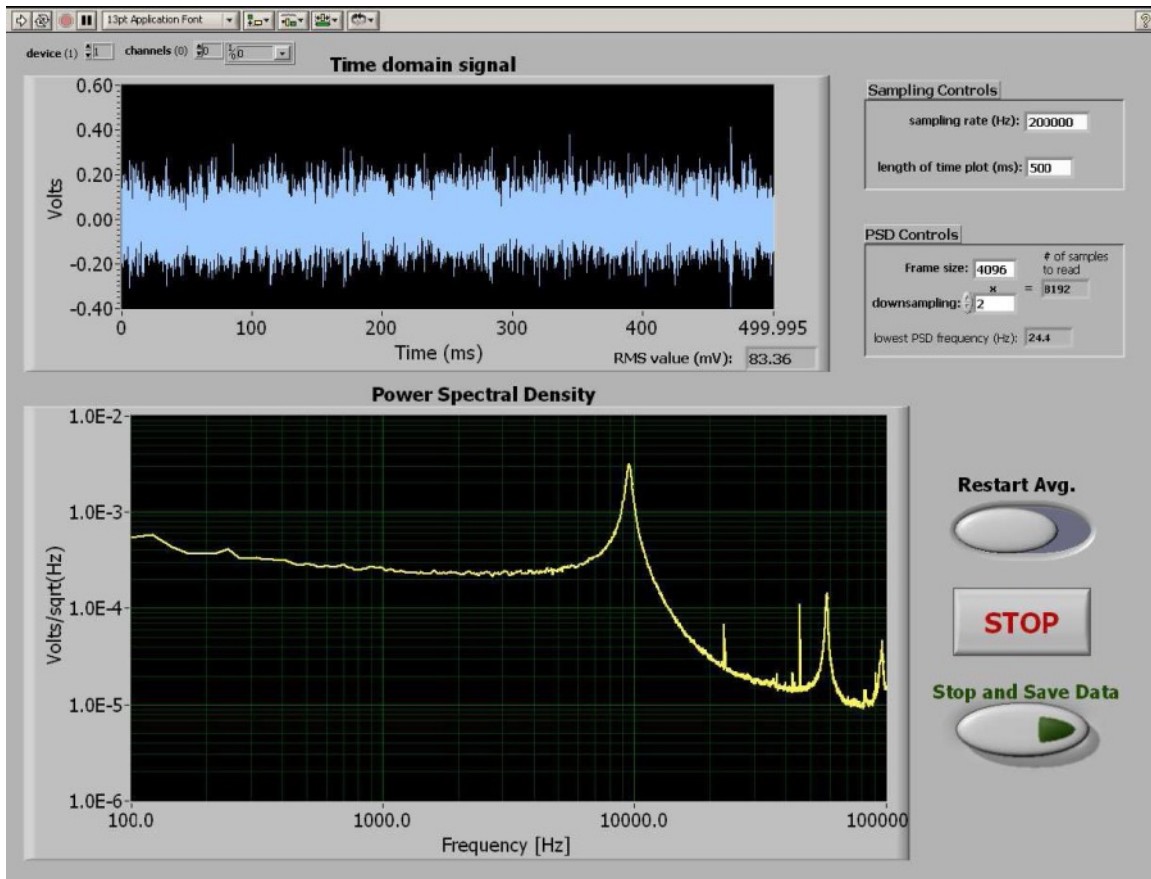 13pt Application Font
?
device (1) 1 channels (0) 0 I/O 0
Time domain signal
0.60
0.40
0.20
0.00
-0.20
-0.40
Volts
0 100 200 300 400 499.995
Time (ms)
RMS value (mV): 83.36
Sampling Controls
sampling rate (Hz): 200000
length of time plot (ms): 500
PSD Controls
Frame size: 4096
# of samples
to read
x = 8192
downsampling: 2
lowest PSD frequency (Hz): 24.4
Power Spectral Density
1.0E-2
1.0E-3
1.0E-4
1.0E-5
1.0E-6
Volts/sqrt(Hz)
100.0 1000.0 10000.0 100000
Frequency [Hz]
Restart Avg.
STOP
Stop and Save Data